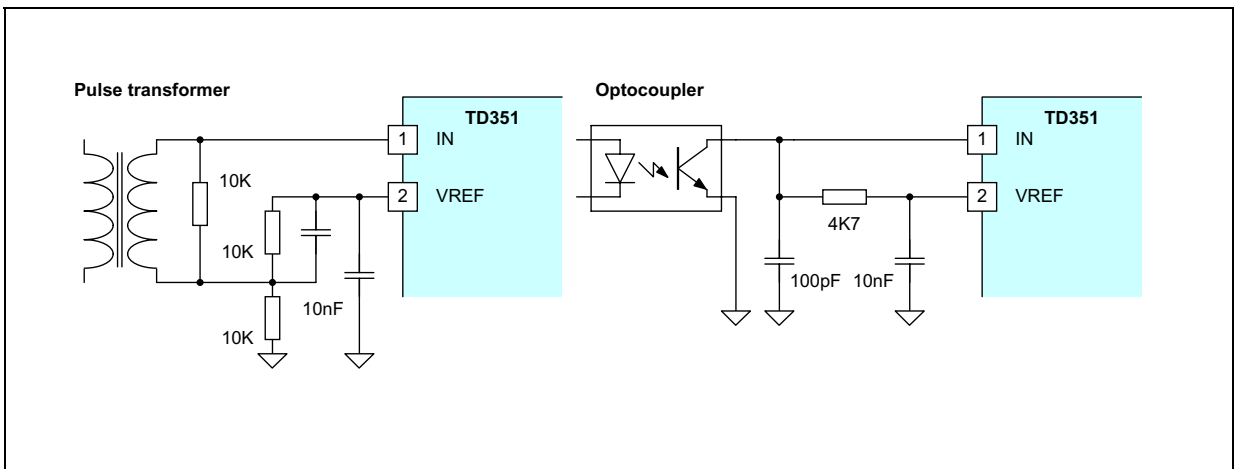 Pulse transformer
TD351
1 IN
10K
2 VREF
10K
10nF
10K
Optocoupler
TD351
1 IN
2 VREF
4K7
100pF 10nF